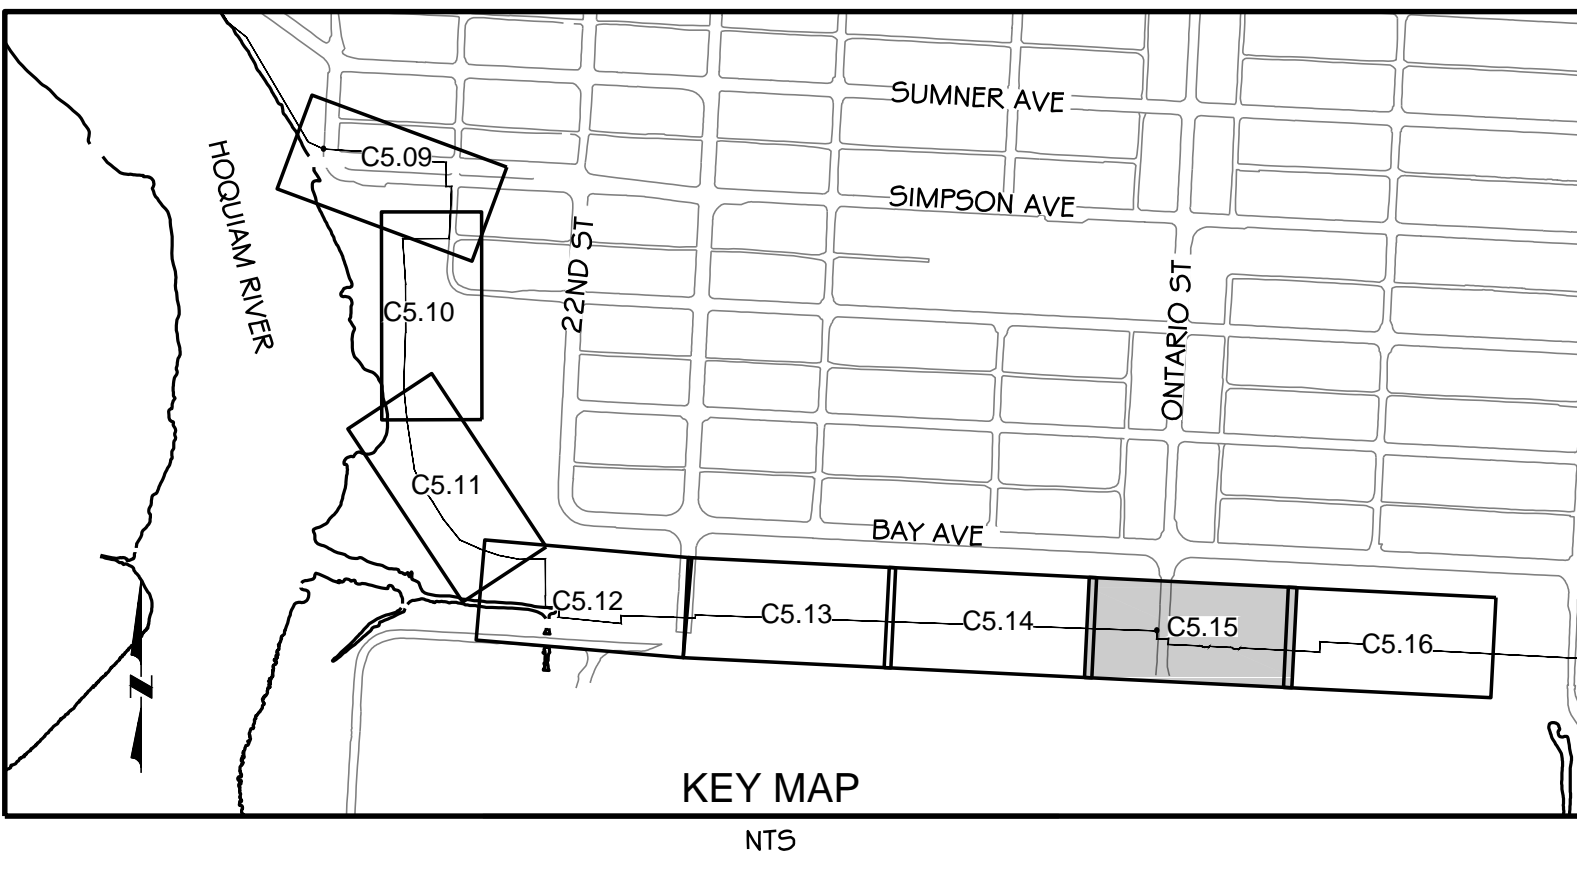 SUMNER AVE
C5.09
HOQUIAM RIVER
SIMPSON AVE
22ND ST
ONTARIO ST
C5.10
C5.11
BAY AVE
C5.12
C5.13
C5.14
C5.15
C5.16
Z
KEY MAP
NTS